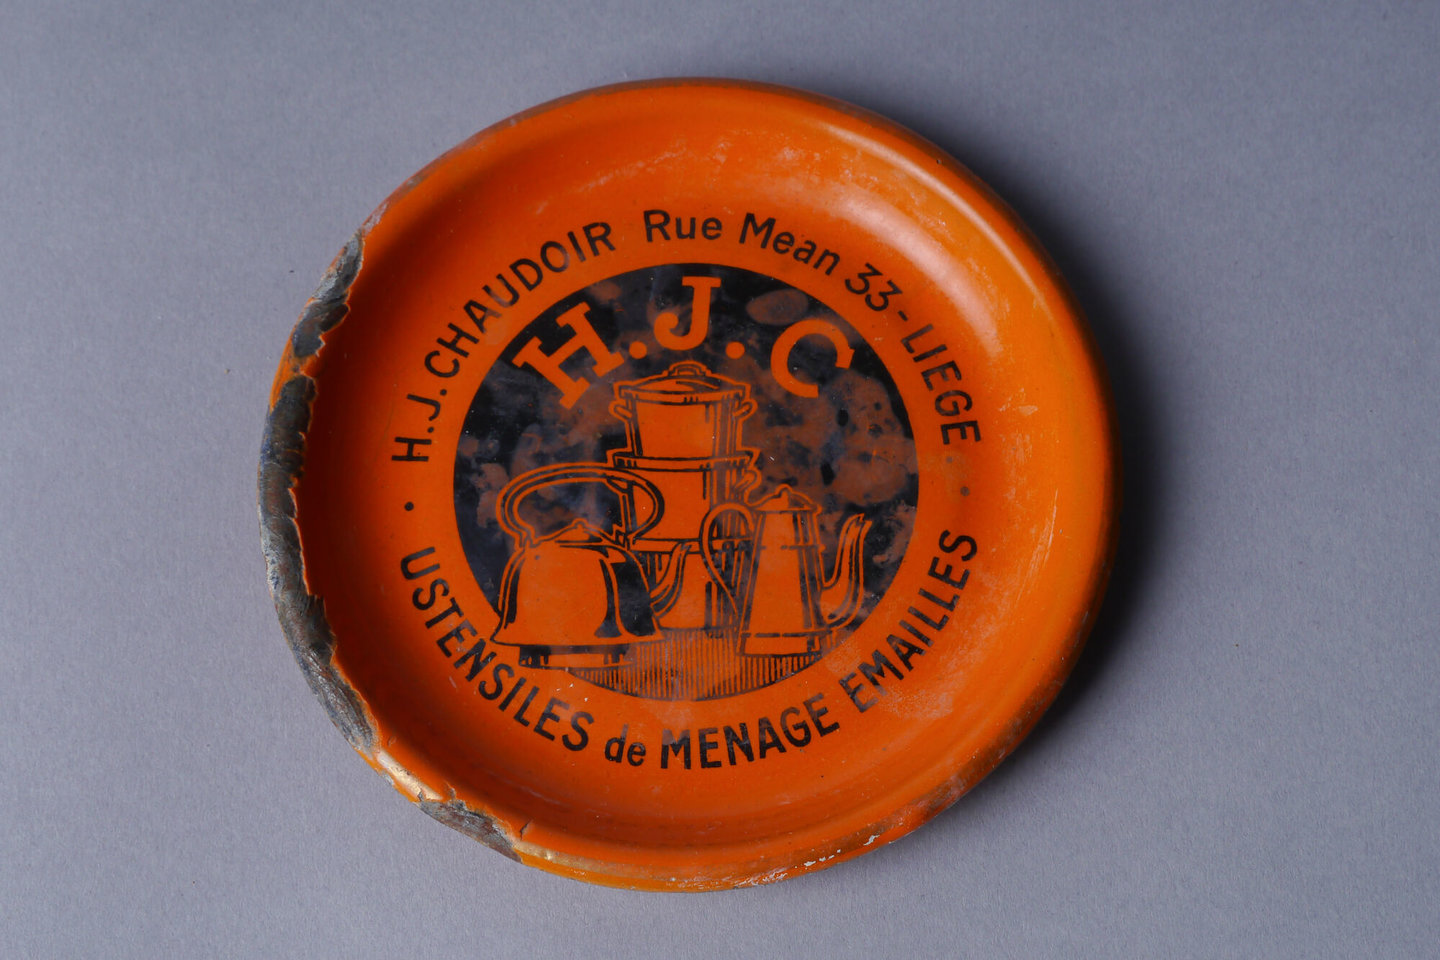 H.J. CHAUDOIR Rue Mean 33 - LIEGE
H.J.C
• USTENSILES de MENAGE EMAILLES •